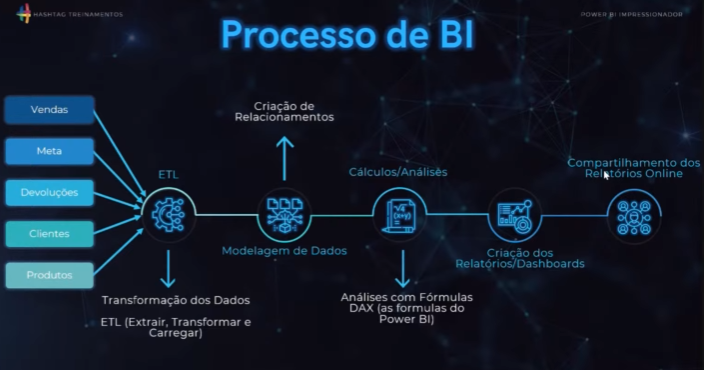 HASHTAG TREINAMENTOS
POWER BI IMPRESSIONADOR
Processo de BI
Vendas
Meta
Devoluções
Clientes
Produtos
ETL
Transformação dos Dados
ETL (Extrair, Transformar e
Carregar)
Criação de
Relacionamentos
Modelagem de Dados
Cálculos/Análises
Análises com Fórmulas
DAX (as formulas do
Power BI)
Criação dos
Relatórios/Dashboards
Compartilhamento dos
Relatórios Online